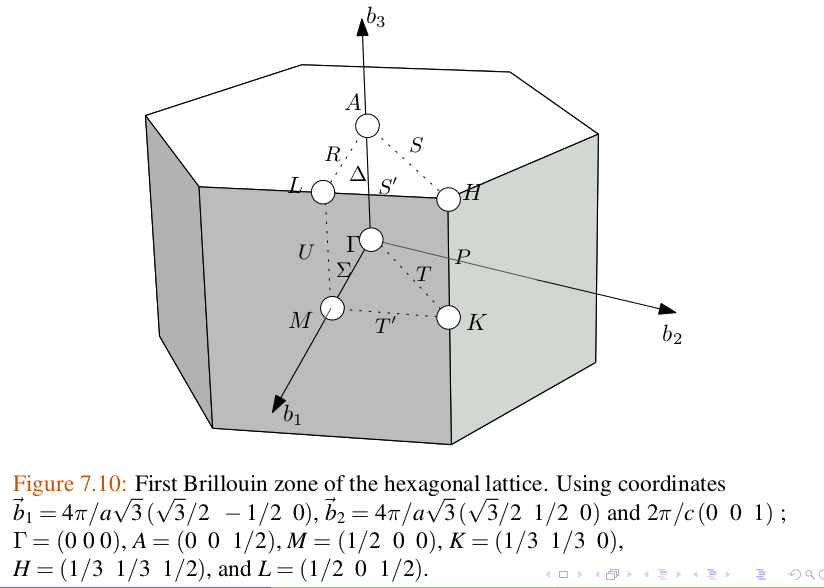 b₃
A
R
S
L
Δ
S′
H
Γ
U
Σ
P
T
M
T′
K
b₂
b₁
Figure 7.10: First Brillouin zone of the hexagonal lattice. Using coordinates
b⃗₁ = 4π/a√3 (√3/2 −1/2 0), b⃗₂ = 4π/a√3 (√3/2 1/2 0) and 2π/c (0 0 1) ;
Γ = (0 0 0), A = (0 0 1/2), M = (1/2 0 0), K = (1/3 1/3 0),
H = (1/3 1/3 1/2), and L = (1/2 0 1/2).